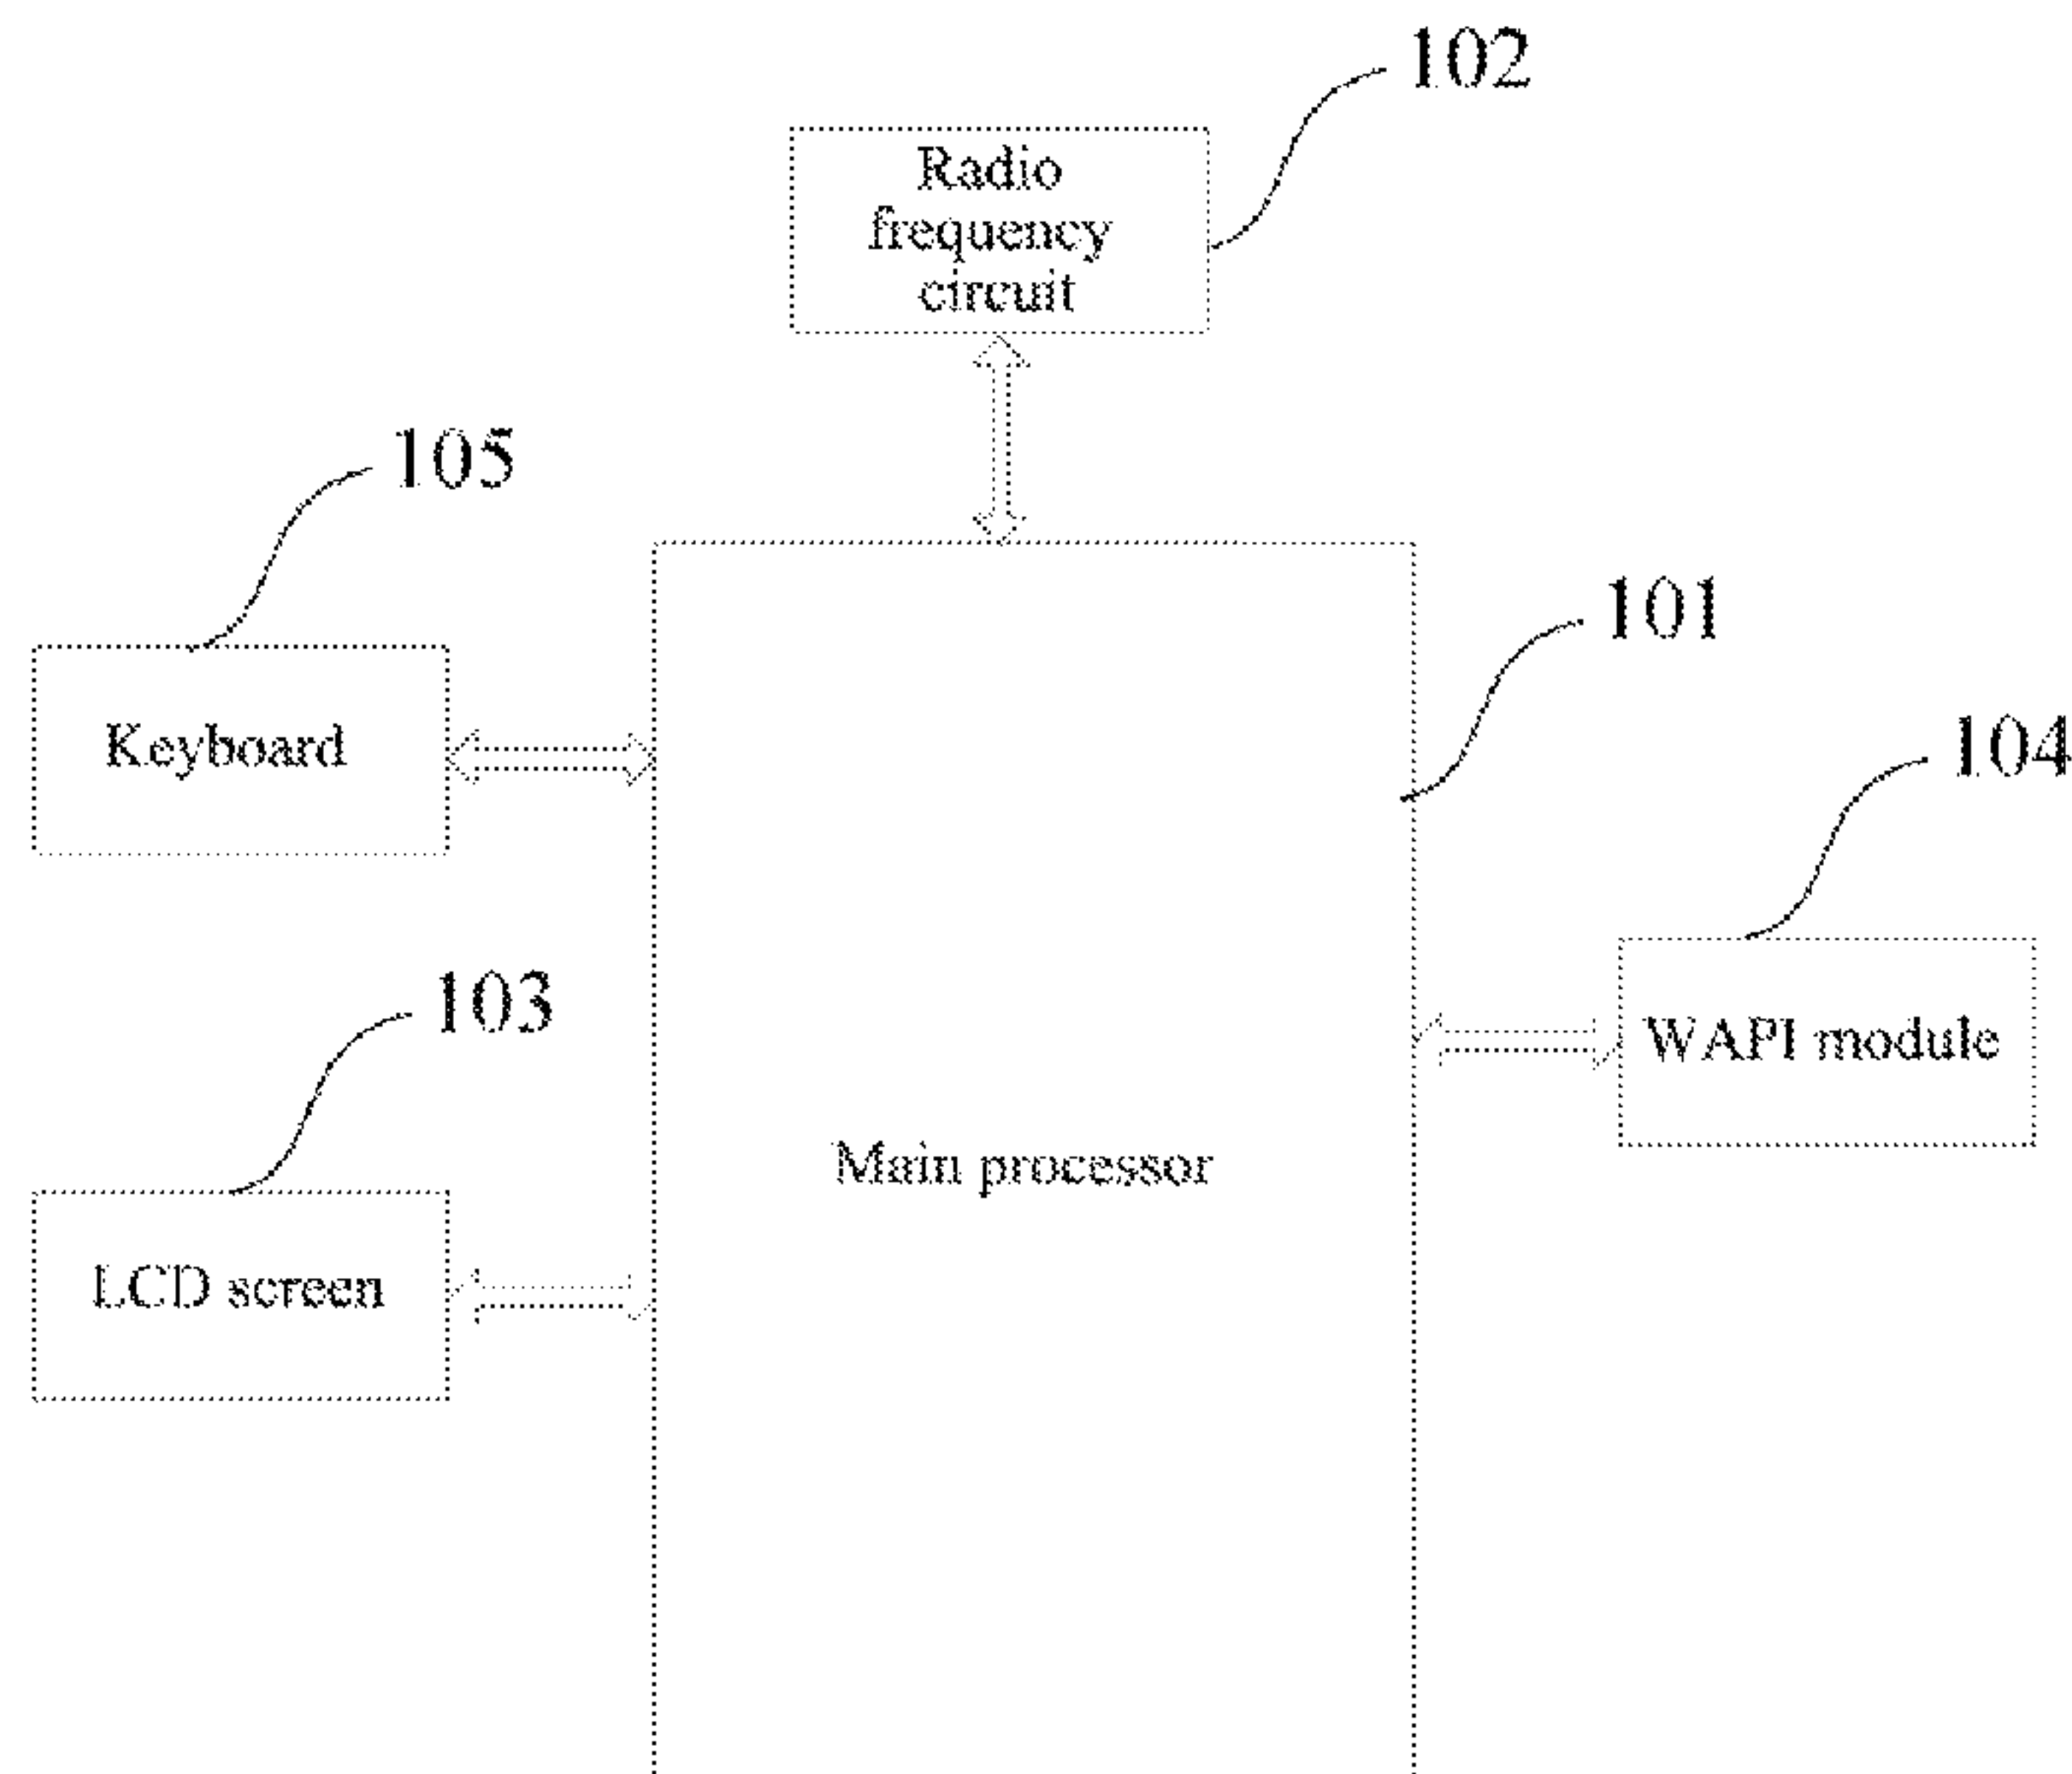 102
Radio
frequency
circuit
105
101
Keyboard
104
103
WAPI module
Main processor
LCD screen